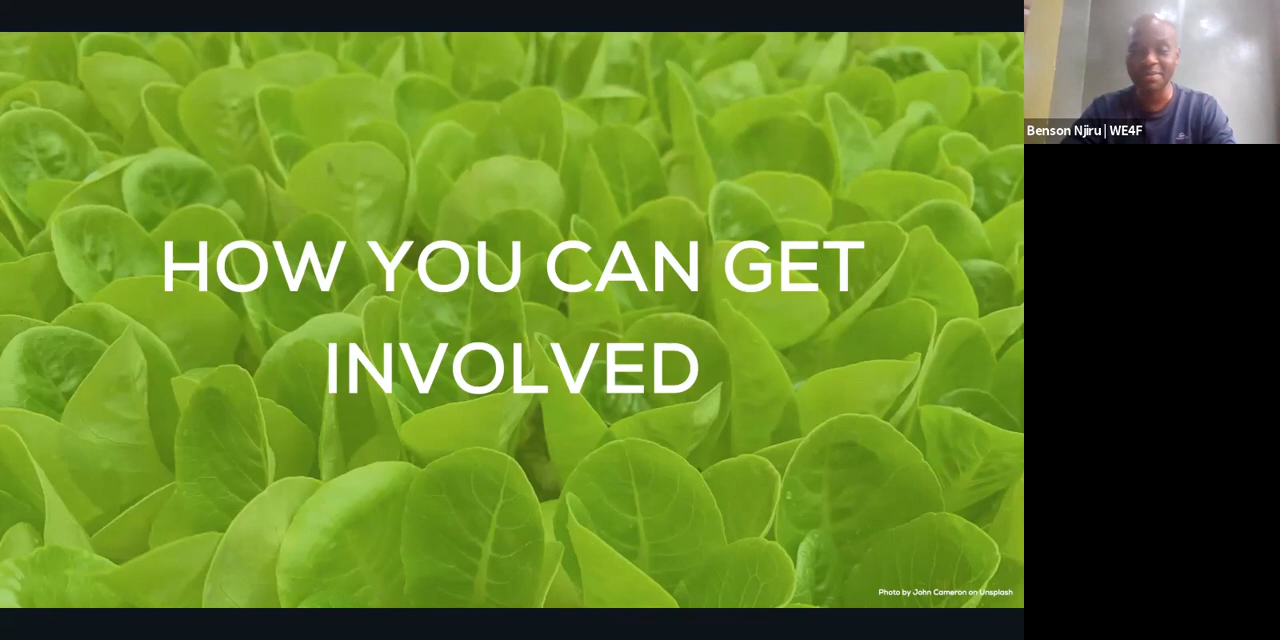 HOW YOU CAN GET
INVOLVED
Photo by John Cameron on Unsplash
Benson Njiru | WE4F